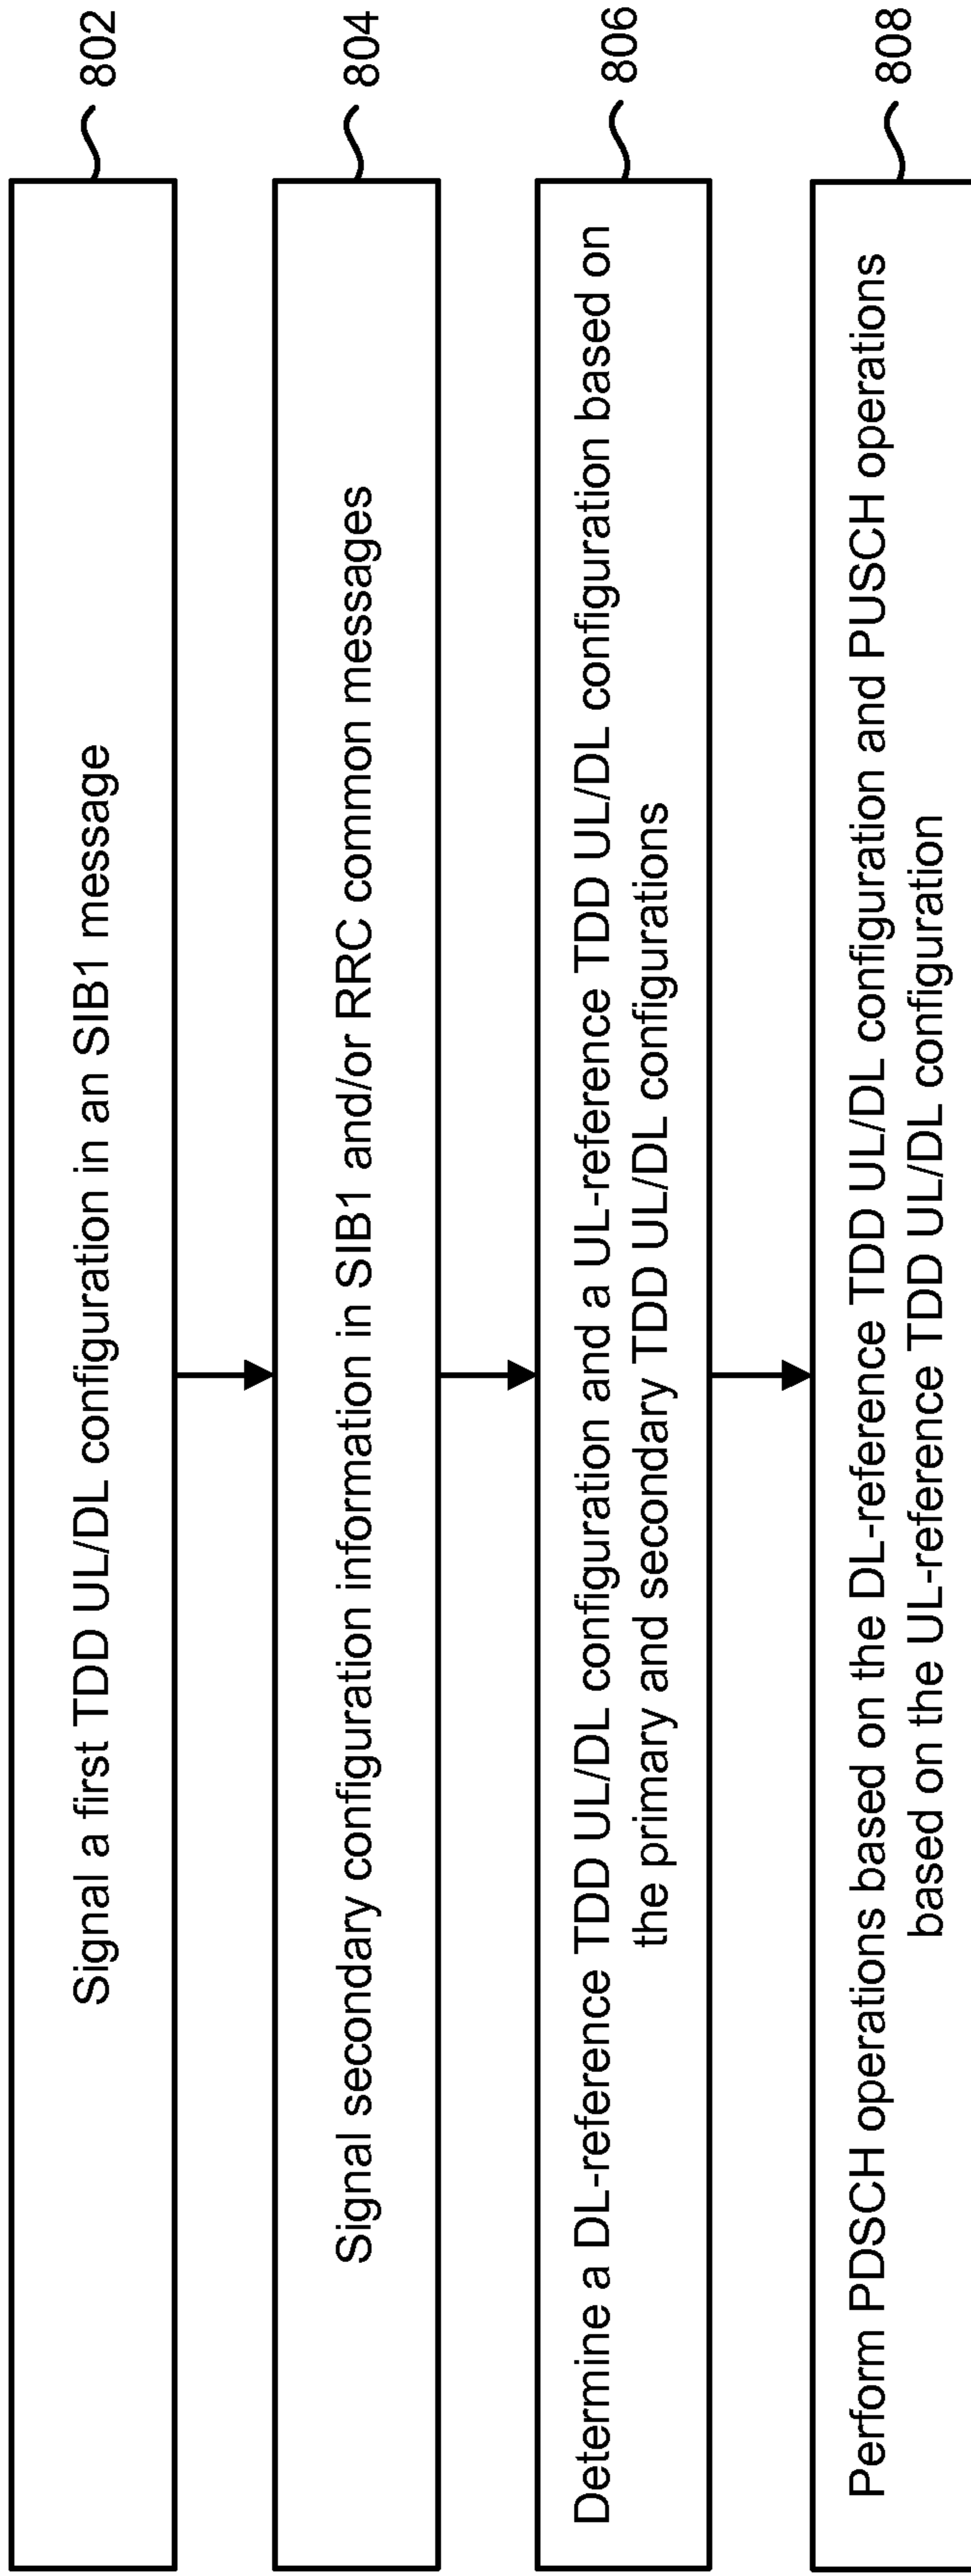 Signal a first TDD UL/DL configuration in an SIB1 message
802
Signal secondary configuration information in SIB1 and/or RRC common messages
804
Determine a DL-reference TDD UL/DL configuration and a UL-reference TDD UL/DL configuration based on
the primary and secondary TDD UL/DL configurations
806
Perform PDSCH operations based on the DL-reference TDD UL/DL configuration and PUSCH operations
based on the UL-reference TDD UL/DL configuration
808